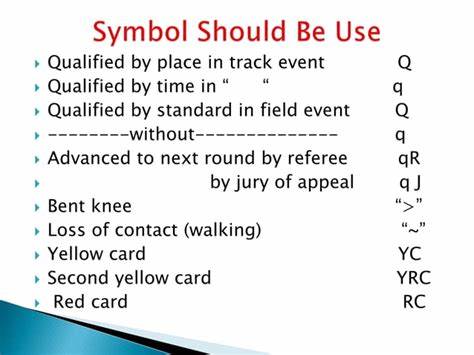 Symbol Should Be Use
Qualified by place in track event Q
Qualified by time in “ “ q
Qualified by standard in field event Q
--------without-------------- q
Advanced to next round by referee qR
by jury of appeal q J
Bent knee “>”
Loss of contact (walking) “~”
Yellow card YC
Second yellow card YRC
Red card RC